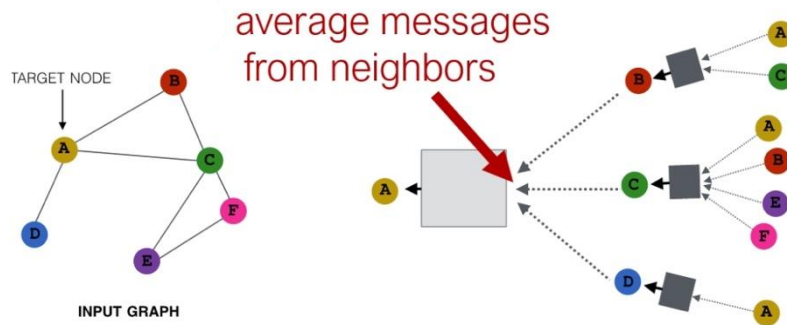 average messages
from neighbors
TARGET NODE
B
A
C
F
D
E
INPUT GRAPH
A
B
A
C
C
A
B
E
F
D
A